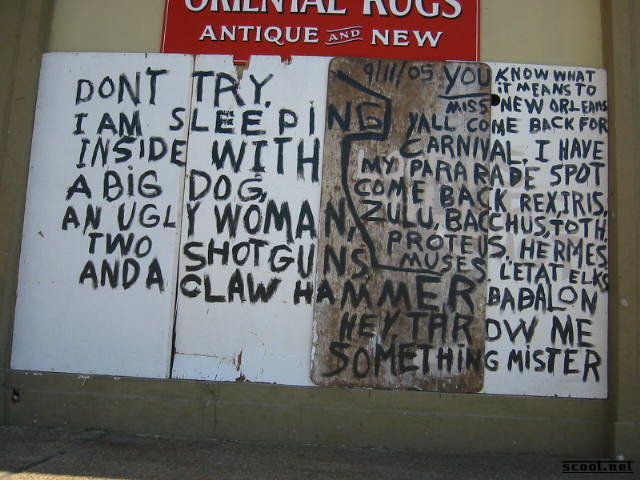 ORIENTAL RUGS
ANTIQUE AND NEW
DONT TRY.
I AM SLEEPING
INSIDE WITH
A BIG DOG,
AN UGLY WOMAN,
TWO SHOTGUNS
AND A CLAW HAMMER
9/11/05 YOU KNOW WHAT
IT MEANS TO
MISS NEW ORLEANS
YALL COME BACK FOR
CARNIVAL, I HAVE
MY PARARADE SPOT
COME BACK REX, IRIS,
ZULU, BACCHUS, TOTH,
PROTEUS, HERMES
MUSES, L'ETAT ELKS
BABALON
HEY THROW ME
SOMETHING MISTER
scool.net